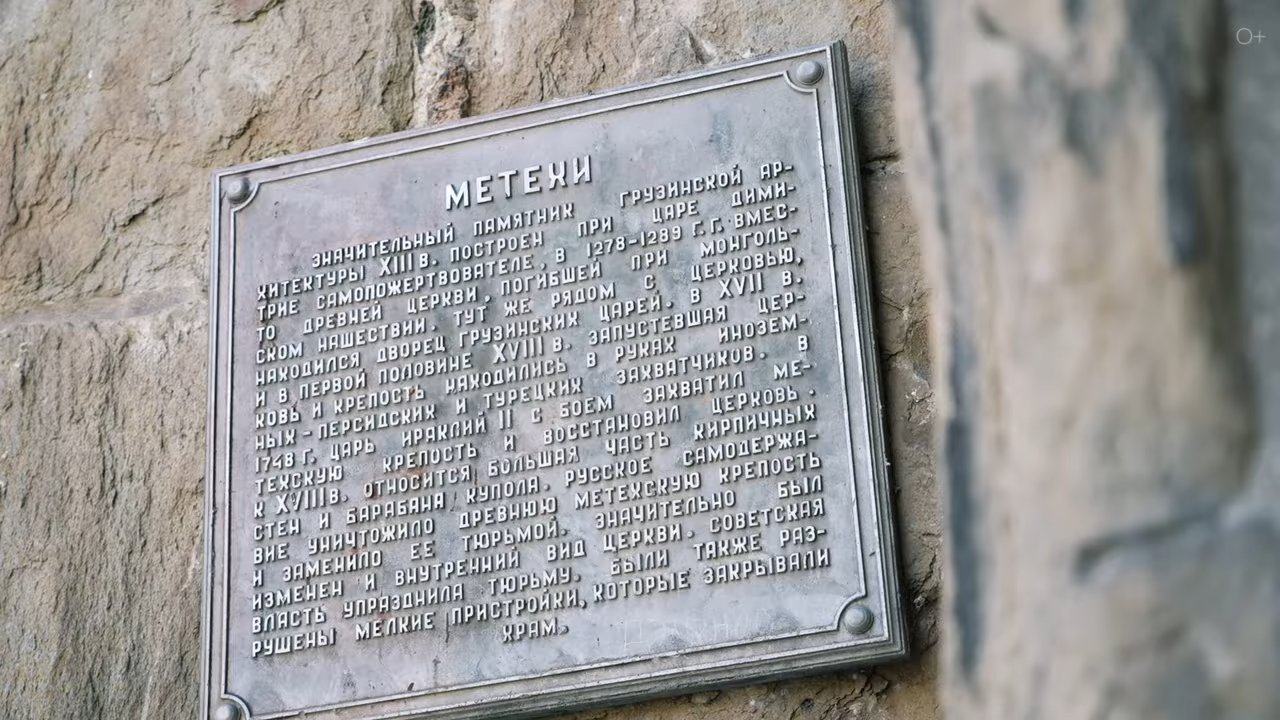 О+
МЕТЕХИ
ЗНАЧИТЕЛЬНЫЙ ПАМЯТНИК ГРУЗИНСКОЙ АР-
ХИТЕКТУРЫ XIII В. ПОСТРОЕН ПРИ ЦАРЕ ДИМИ-
ТРИЕ САМОПОЖЕРТВОВАТЕЛЕ, В 1278-1289 Г.Г. ВМЕС-
ТО ДРЕВНЕЙ ЦЕРКВИ, ПОГИБШЕЙ ПРИ МОНГОЛЬ-
СКОМ НАШЕСТВИИ. ТУТ ЖЕ РЯДОМ С ЦЕРКОВЬЮ,
НАХОДИЛСЯ ДВОРЕЦ ГРУЗИНСКИХ ЦАРЕЙ. В XVII В.
И В ПЕРВОЙ ПОЛОВИНЕ XVIII В. ЗАПУСТЕВШАЯ ЦЕР-
КОВЬ И КРЕПОСТЬ НАХОДИЛИСЬ В РУКАХ ИНОЗЕМ-
НЫХ-ПЕРСИДСКИХ И ТУРЕЦКИХ ЗАХВАТЧИКОВ. В
1748 Г. ЦАРЬ ИРАКЛИЙ II С БОЕМ ЗАХВАТИЛ МЕ-
ТЕХСКУЮ КРЕПОСТЬ И ВОССТАНОВИЛ ЦЕРКОВЬ.
К XVIII В. ОТНОСИТСЯ БОЛЬШАЯ ЧАСТЬ КИРПИЧНЫХ
СТЕН И БАРАБАНА КУПОЛА. РУССКОЕ САМОДЕРЖА-
ВИЕ УНИЧТОЖИЛО ДРЕВНЮЮ МЕТЕХСКУЮ КРЕПОСТЬ
И ЗАМЕНИЛО ЕЕ ТЮРЬМОЙ. ЗНАЧИТЕЛЬНО БЫЛ
ИЗМЕНЕН И ВНУТРЕННИЙ ВИД ЦЕРКВИ. СОВЕТСКАЯ
ВЛАСТЬ УПРАЗДНИЛА ТЮРЬМУ. БЫЛИ ТАКЖЕ РАЗ-
РУШЕНЫ МЕЛКИЕ ПРИСТРОЙКИ, КОТОРЫЕ ЗАКРЫВАЛИ
ХРАМ.